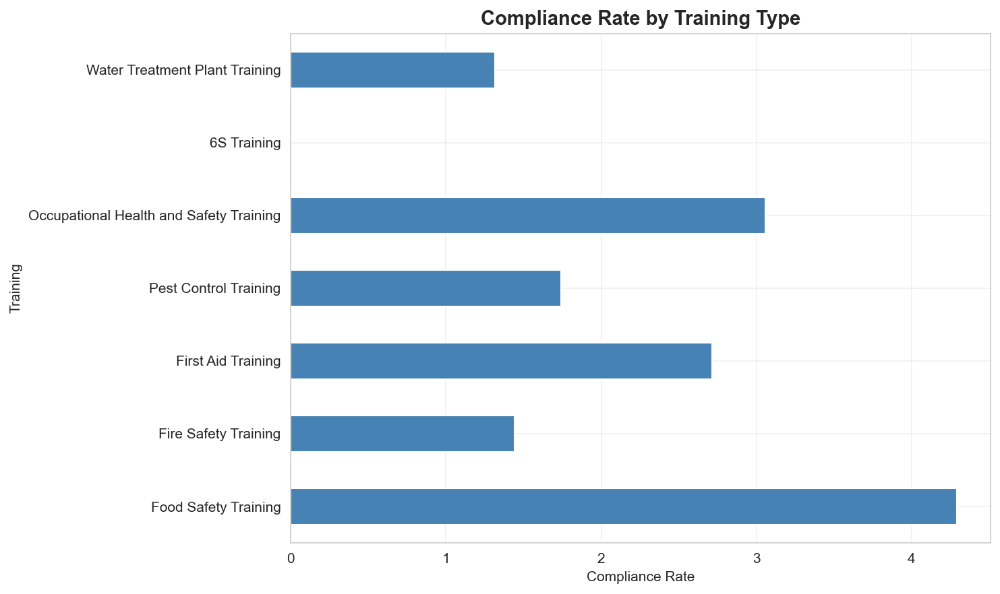 Compliance Rate by Training Type
Water Treatment Plant Training
6S Training
Occupational Health and Safety Training
Pest Control Training
First Aid Training
Fire Safety Training
Food Safety Training
Training
0 1 2 3 4
Compliance Rate